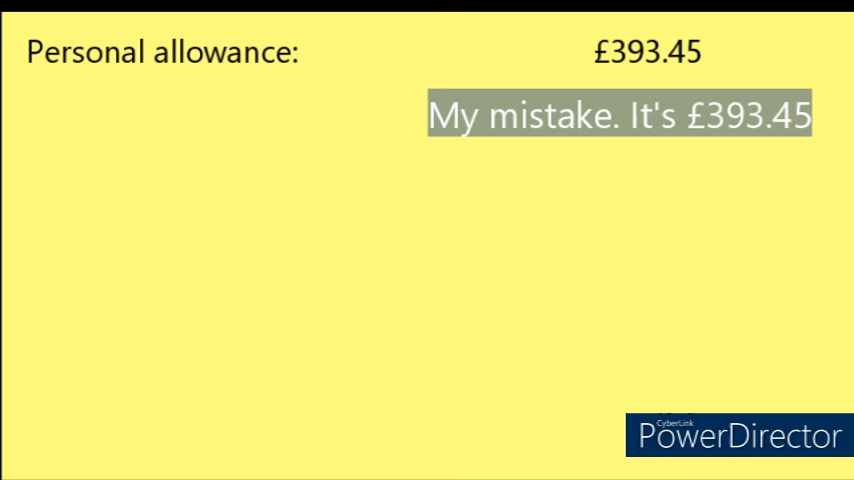 Personal allowance: £393.45
My mistake. It's £393.45
CyberLink
PowerDirector